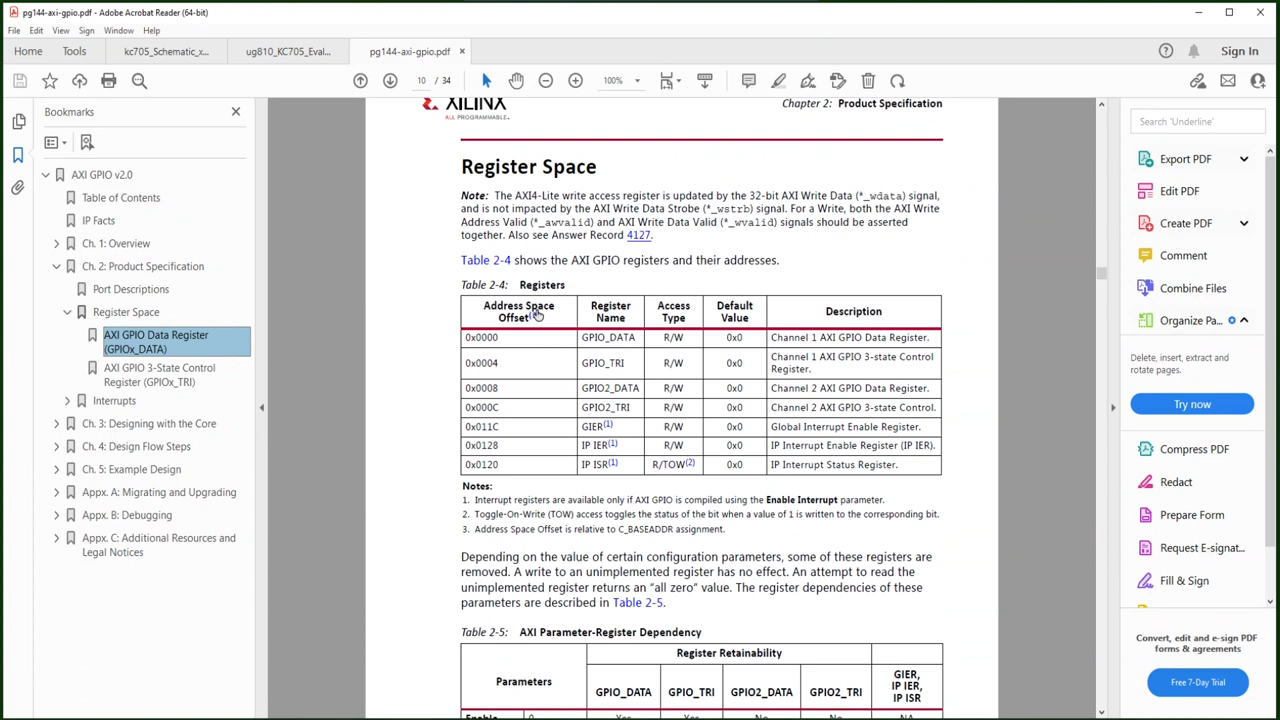 pg144-axi-gpio.pdf - Adobe Acrobat Reader (64-bit)
File Edit View Sign Window Help
Home Tools kc705_Schematic_x... ug810_KC705_Eval... pg144-axi-gpio.pdf × Sign In
10 / 34 100%
Bookmarks
AXI GPIO v2.0
Table of Contents
IP Facts
Ch. 1: Overview
Ch. 2: Product Specification
Port Descriptions
Register Space
AXI GPIO Data Register
(GPIOx_DATA)
AXI GPIO 3-State Control
Register (GPIOx_TRI)
Interrupts
Ch. 3: Designing with the Core
Ch. 4: Design Flow Steps
Ch. 5: Example Design
Appx. A: Migrating and Upgrading
Appx. B: Debugging
Appx. C: Additional Resources and
Legal Notices
XILINX
ALL PROGRAMMABLE.
Chapter 2: Product Specification
Register Space
Note: The AXI4-Lite write access register is updated by the 32-bit AXI Write Data (*_wdata) signal,
and is not impacted by the AXI Write Data Strobe (*_wstrb) signal. For a Write, both the AXI Write
Address Valid (*_awvalid) and AXI Write Data Valid (*_wvalid) signals should be asserted
together. Also see Answer Record 4127.
Table 2-4 shows the AXI GPIO registers and their addresses.
Table 2-4: Registers
Address Space Offset Register Name Access Type Default Value Description
0x0000 GPIO_DATA R/W 0x0 Channel 1 AXI GPIO Data Register.
0x0004 GPIO_TRI R/W 0x0 Channel 1 AXI GPIO 3-state Control
Register.
0x0008 GPIO2_DATA R/W 0x0 Channel 2 AXI GPIO Data Register.
0x000C GPIO2_TRI R/W 0x0 Channel 2 AXI GPIO 3-state Control.
0x011C GIER(1) R/W 0x0 Global Interrupt Enable Register.
0x0128 IP IER(1) R/W 0x0 IP Interrupt Enable Register (IP IER).
0x0120 IP ISR(1) R/TOW(2) 0x0 IP Interrupt Status Register.
Notes:
1. Interrupt registers are available only if AXI GPIO is compiled using the Enable Interrupt parameter.
2. Toggle-On-Write (TOW) access toggles the status of the bit when a value of 1 is written to the corresponding bit.
3. Address Space Offset is relative to C_BASEADDR assignment.
Depending on the value of certain configuration parameters, some of these registers are
removed. A write to an unimplemented register has no effect. An attempt to read the
unimplemented register returns an “all zero” value. The register dependencies of these
parameters are described in Table 2-5.
Table 2-5: AXI Parameter-Register Dependency
Register Retainability
Parameters GPIO_DATA GPIO_TRI GPIO2_DATA GPIO2_TRI GIER,
IP IER,
IP ISR
Enable 0 Yes Yes No No NA
Search 'Underline'
Export PDF
Edit PDF
Create PDF
Comment
Combine Files
Organize Pa...
Delete, insert, extract and
rotate pages.
Try now
Compress PDF
Redact
Prepare Form
Request E-signat...
Fill & Sign
Convert, edit and e-sign PDF
forms & agreements
Free 7-Day Trial